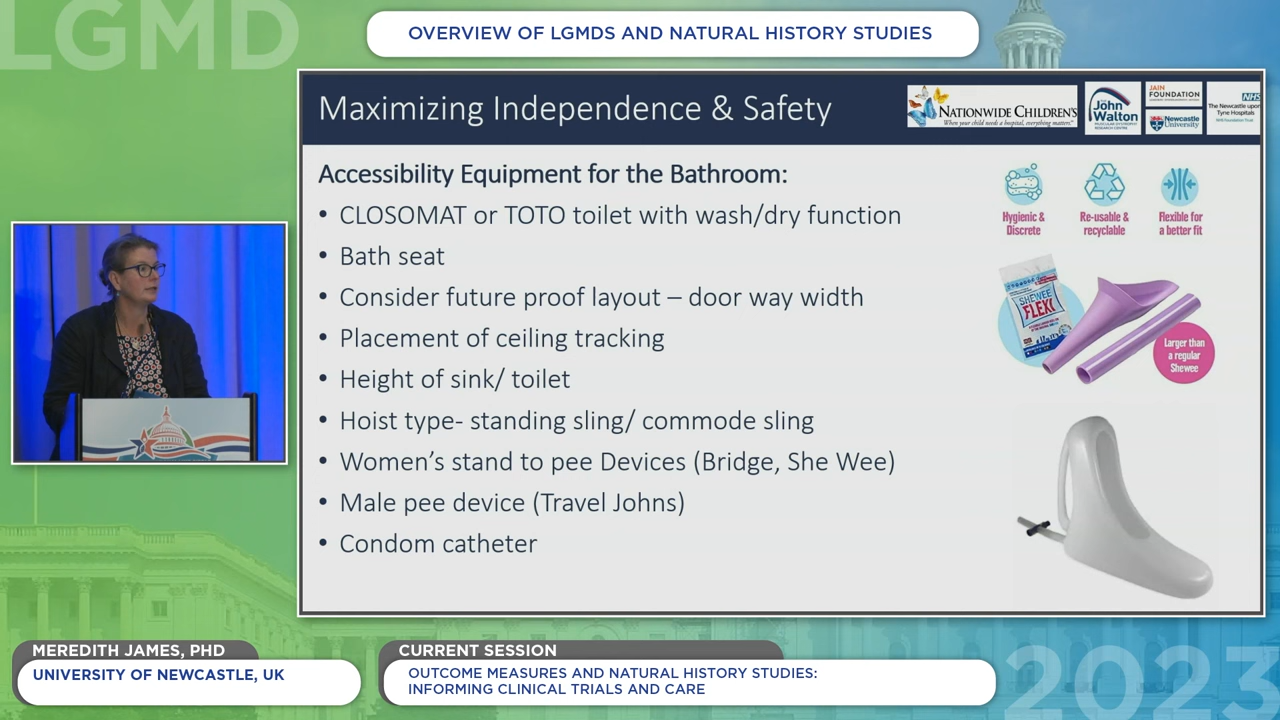 LGMD
OVERVIEW OF LGMDS AND NATURAL HISTORY STUDIES
Maximizing Independence & Safety
NATIONWIDE CHILDREN'S
When your child needs a hospital, everything matters.
John
Walton
JAIN
FOUNDATION
Newcastle
University
NHS
The Newcastle upon
Tyne Hospitals
NHS Foundation Trust
Accessibility Equipment for the Bathroom:
• CLOSOMAT or TOTO toilet with wash/dry function
• Bath seat
• Consider future proof layout – door way width
• Placement of ceiling tracking
• Height of sink/ toilet
• Hoist type- standing sling/ commode sling
• Women's stand to pee Devices (Bridge, She Wee)
• Male pee device (Travel Johns)
• Condom catheter
Hygienic &
Discrete
Re-usable &
recyclable
Flexible for
a better fit
SHEWEE
FLEXI
Larger than
a regular
Shewee
MEREDITH JAMES, PHD
UNIVERSITY OF NEWCASTLE, UK
CURRENT SESSION
OUTCOME MEASURES AND NATURAL HISTORY STUDIES:
INFORMING CLINICAL TRIALS AND CARE
2023